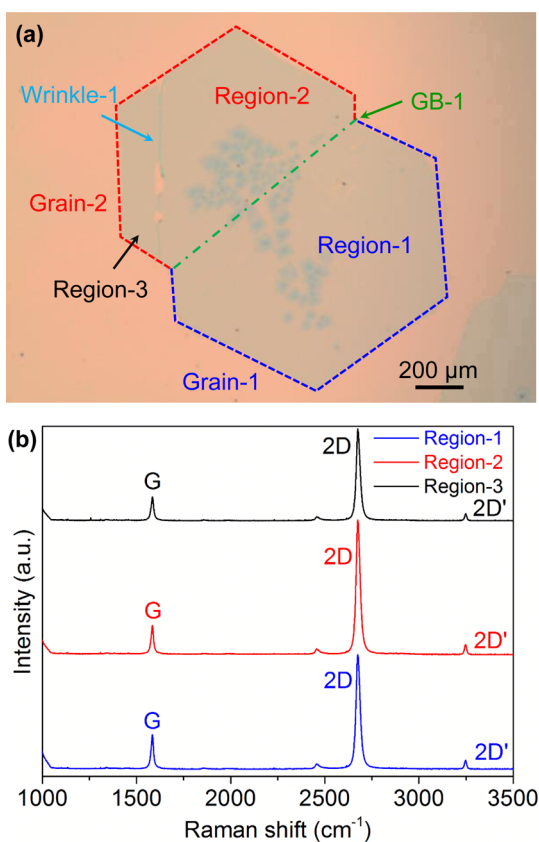 (a)
Wrinkle-1
Region-2
GB-1
Grain-2
Region-1
Region-3
Grain-1
200 μm
(b)
2D
Region-1
Region-2
Region-3
G
2D'
2D
G
2D'
2D
G
2D'
Intensity (a.u.)
1000 1500 2000 2500 3000 3500
Raman shift (cm⁻¹)